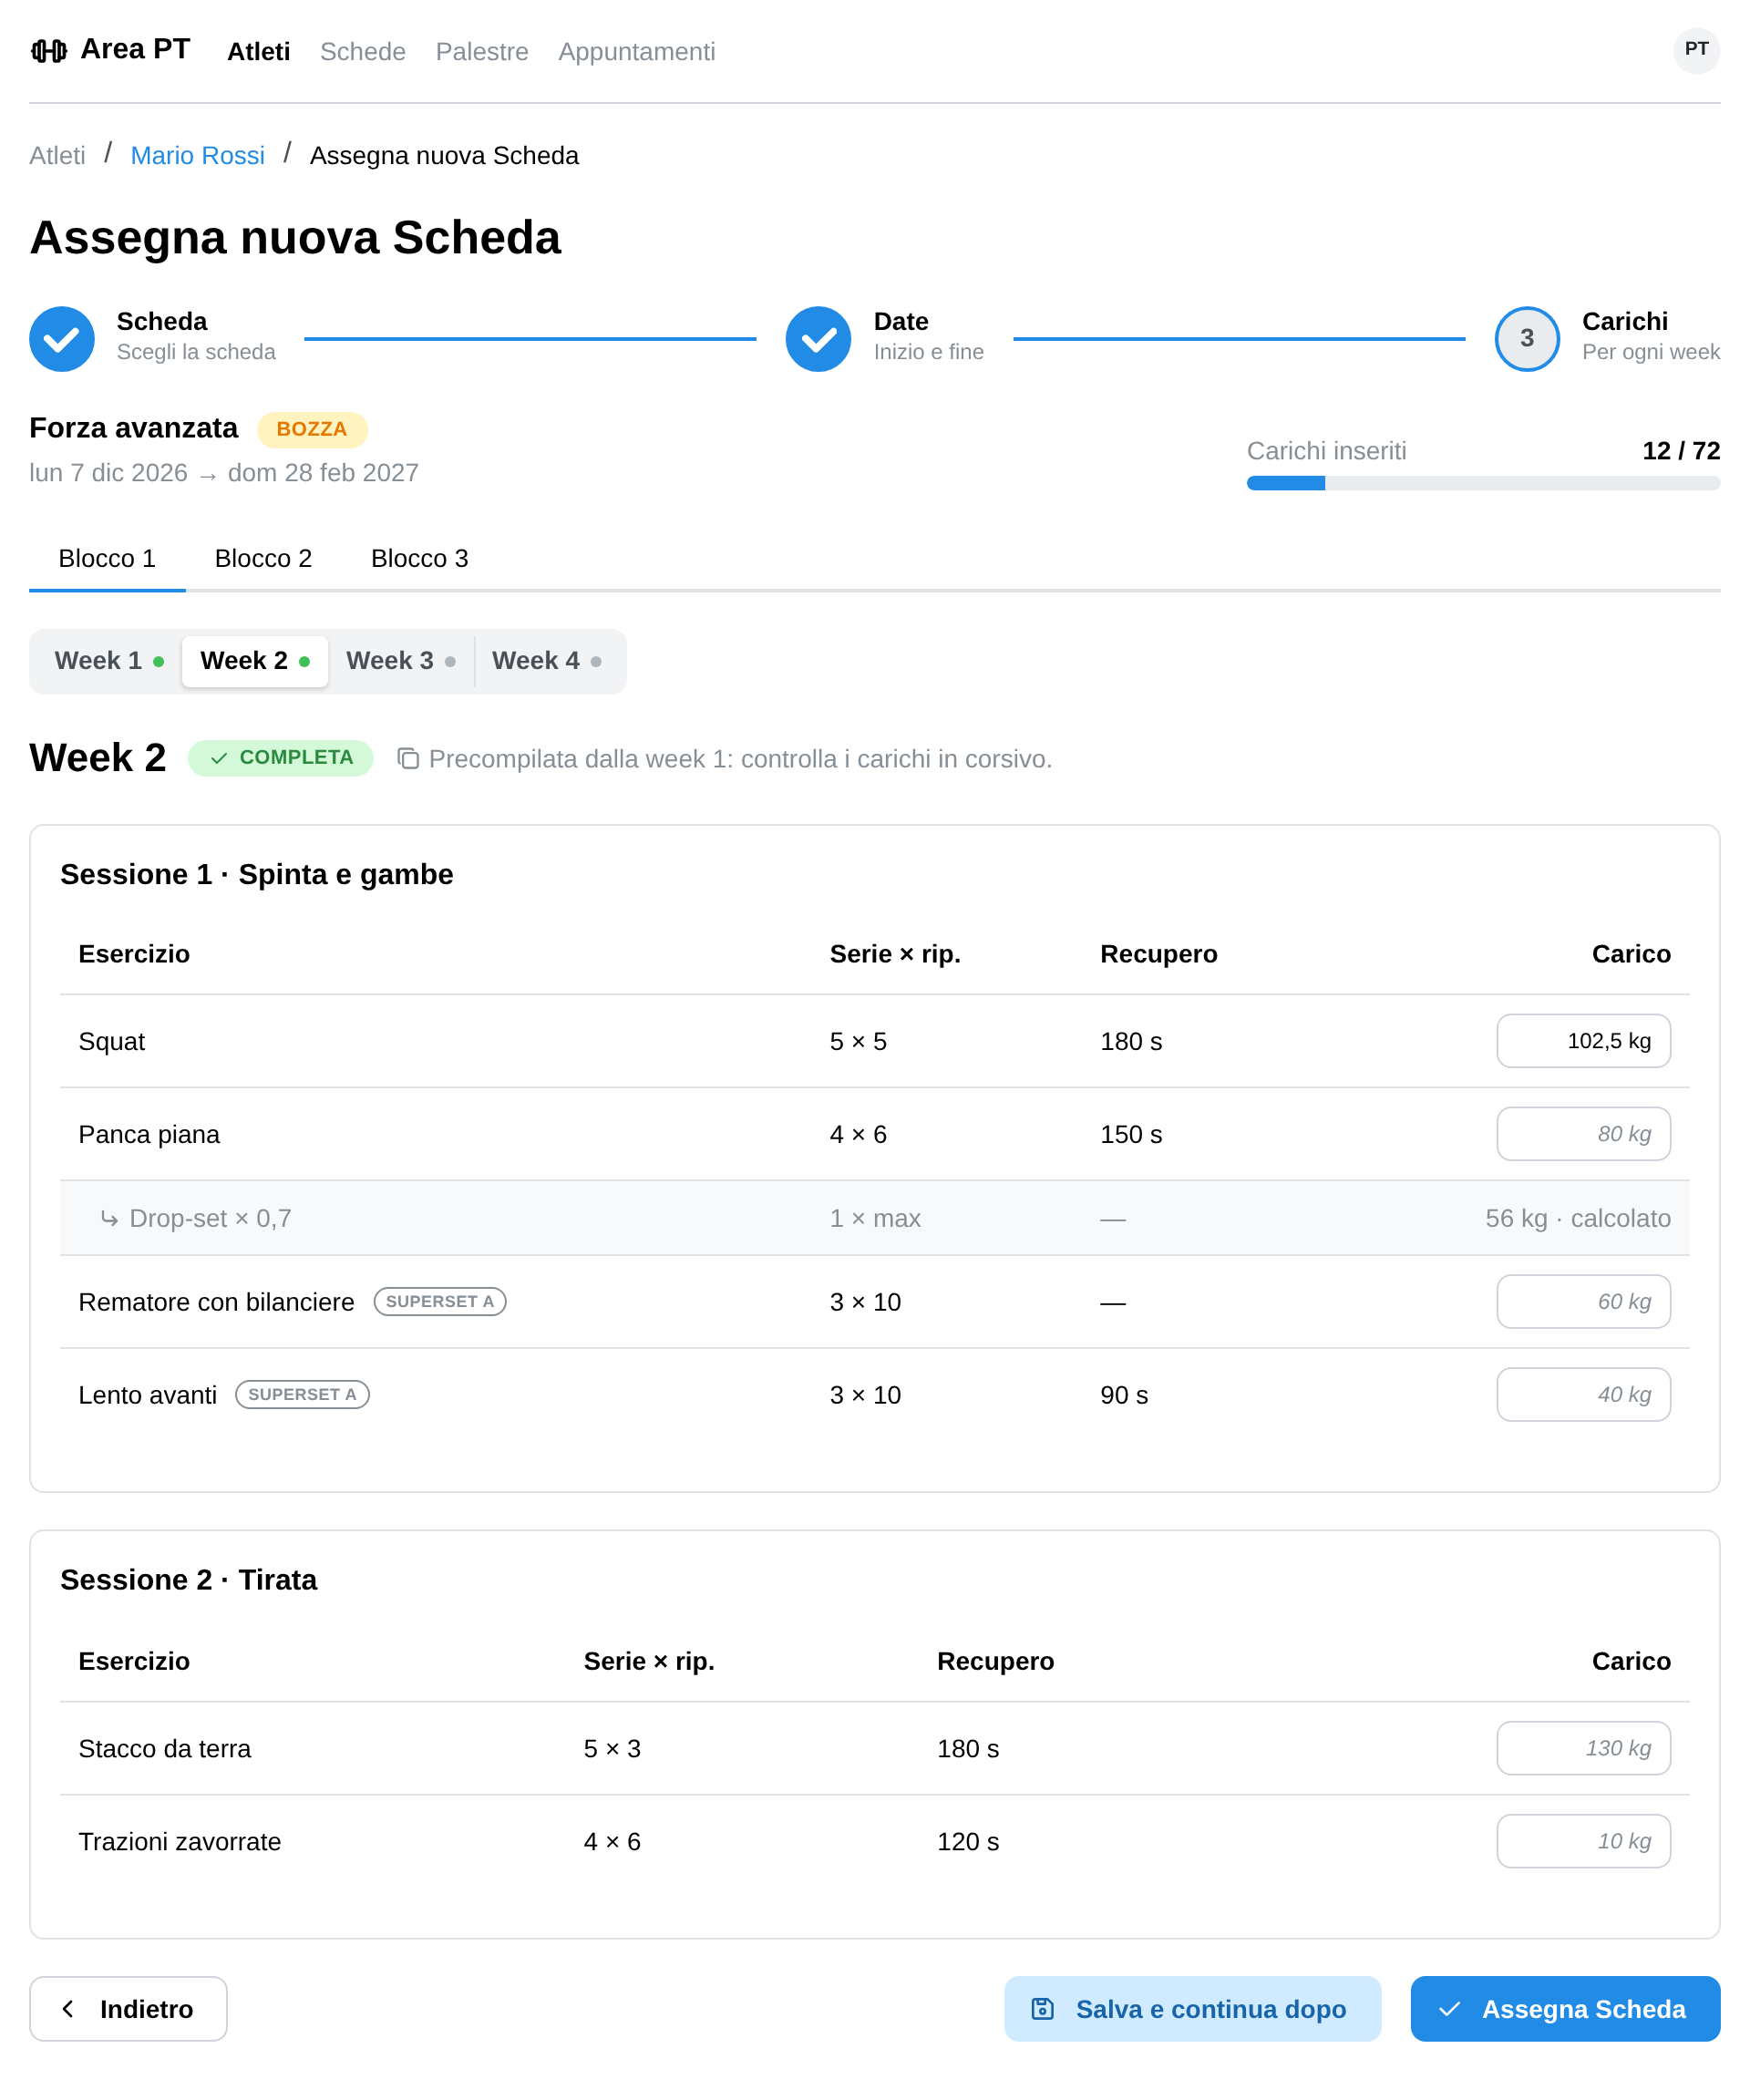 Area PT Atleti Schede Palestre Appuntamenti PT
Atleti / Mario Rossi / Assegna nuova Scheda
Assegna nuova Scheda
Scheda
Scegli la scheda
Date
Inizio e fine
3
Carichi
Per ogni week
Forza avanzata BOZZA
lun 7 dic 2026 → dom 28 feb 2027
Carichi inseriti 12 / 72
Blocco 1 Blocco 2 Blocco 3
Week 1 Week 2 Week 3 Week 4
Week 2 COMPLETA Precompilata dalla week 1: controlla i carichi in corsivo.
Sessione 1 · Spinta e gambe
Esercizio Serie × rip. Recupero Carico
Squat 5 × 5 180 s 102,5 kg
Panca piana 4 × 6 150 s 80 kg
Drop-set × 0,7 1 × max — 56 kg · calcolato
Rematore con bilanciere SUPERSET A 3 × 10 — 60 kg
Lento avanti SUPERSET A 3 × 10 90 s 40 kg
Sessione 2 · Tirata
Esercizio Serie × rip. Recupero Carico
Stacco da terra 5 × 3 180 s 130 kg
Trazioni zavorrate 4 × 6 120 s 10 kg
Indietro Salva e continua dopo Assegna Scheda